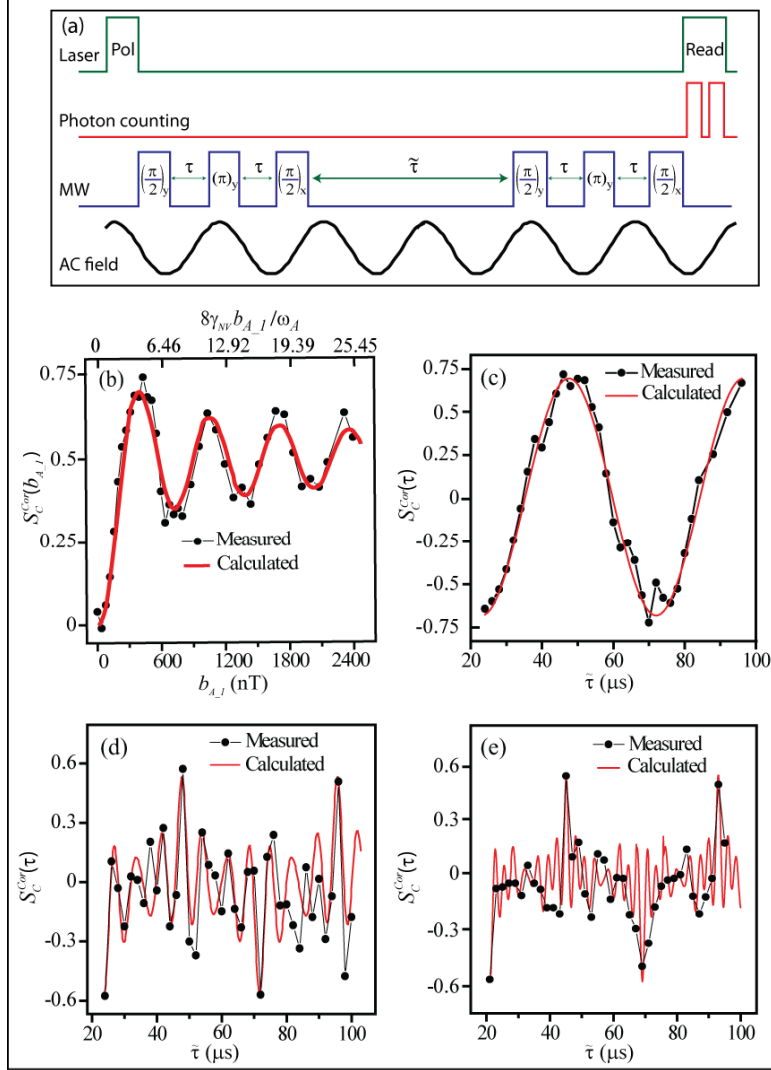 (a)
Laser Pol Read
Photon counting
MW (π/2)y τ (π)y τ (π/2)x τ̃ (π/2)y τ (π)y τ (π/2)x
AC field
8γNV bA_1/ωA
0 6.46 12.92 19.39 25.45
(b)
SCCor(bA_1)
0.75
0.5
0.25
0
Measured
Calculated
0 600 1200 1800 2400
bA_1 (nT)
(c)
Measured
Calculated
SCCor(τ)
0.75
0.5
0.25
0
-0.25
-0.5
-0.75
20 40 60 80 100
τ̃ (μs)
(d)
Measured
Calculated
SCCor(τ)
0.6
0.3
0
-0.3
-0.6
20 40 60 80 100
τ̃ (μs)
(e)
Measured
Calculated
SCCor(τ)
0.6
0.3
0
-0.3
-0.6
20 40 60 80 100
τ̃ (μs)